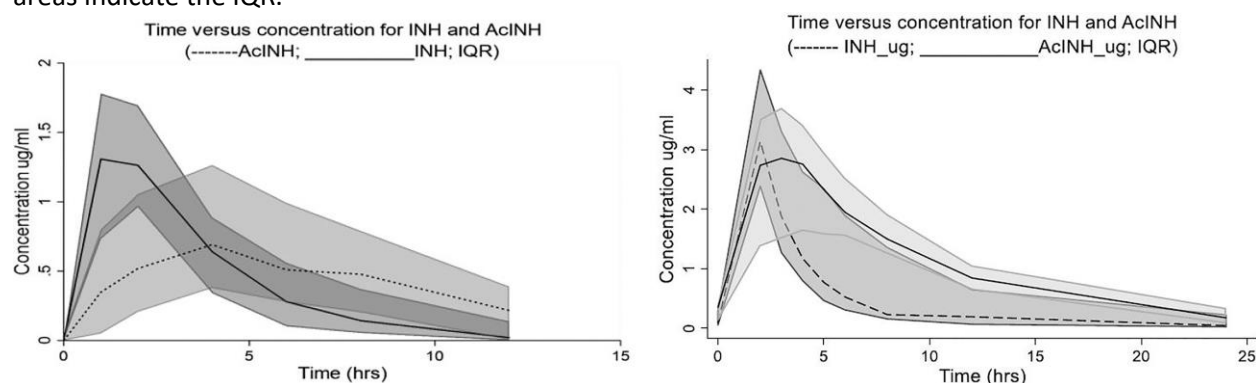 areas indicate the IQR.
Time versus concentration for INH and AcINH
(-------AcINH; ____________INH; IQR)
Concentration ug/ml
2
1.5
1
.5
0
0
5
10
15
Time (hrs)
Time versus concentration for INH and AcINH
(------- INH_ug; _____________AcINH_ug; IQR)
Concentration ug/ml
4
3
2
1
0
0
5
10
15
20
25
Time (hrs)